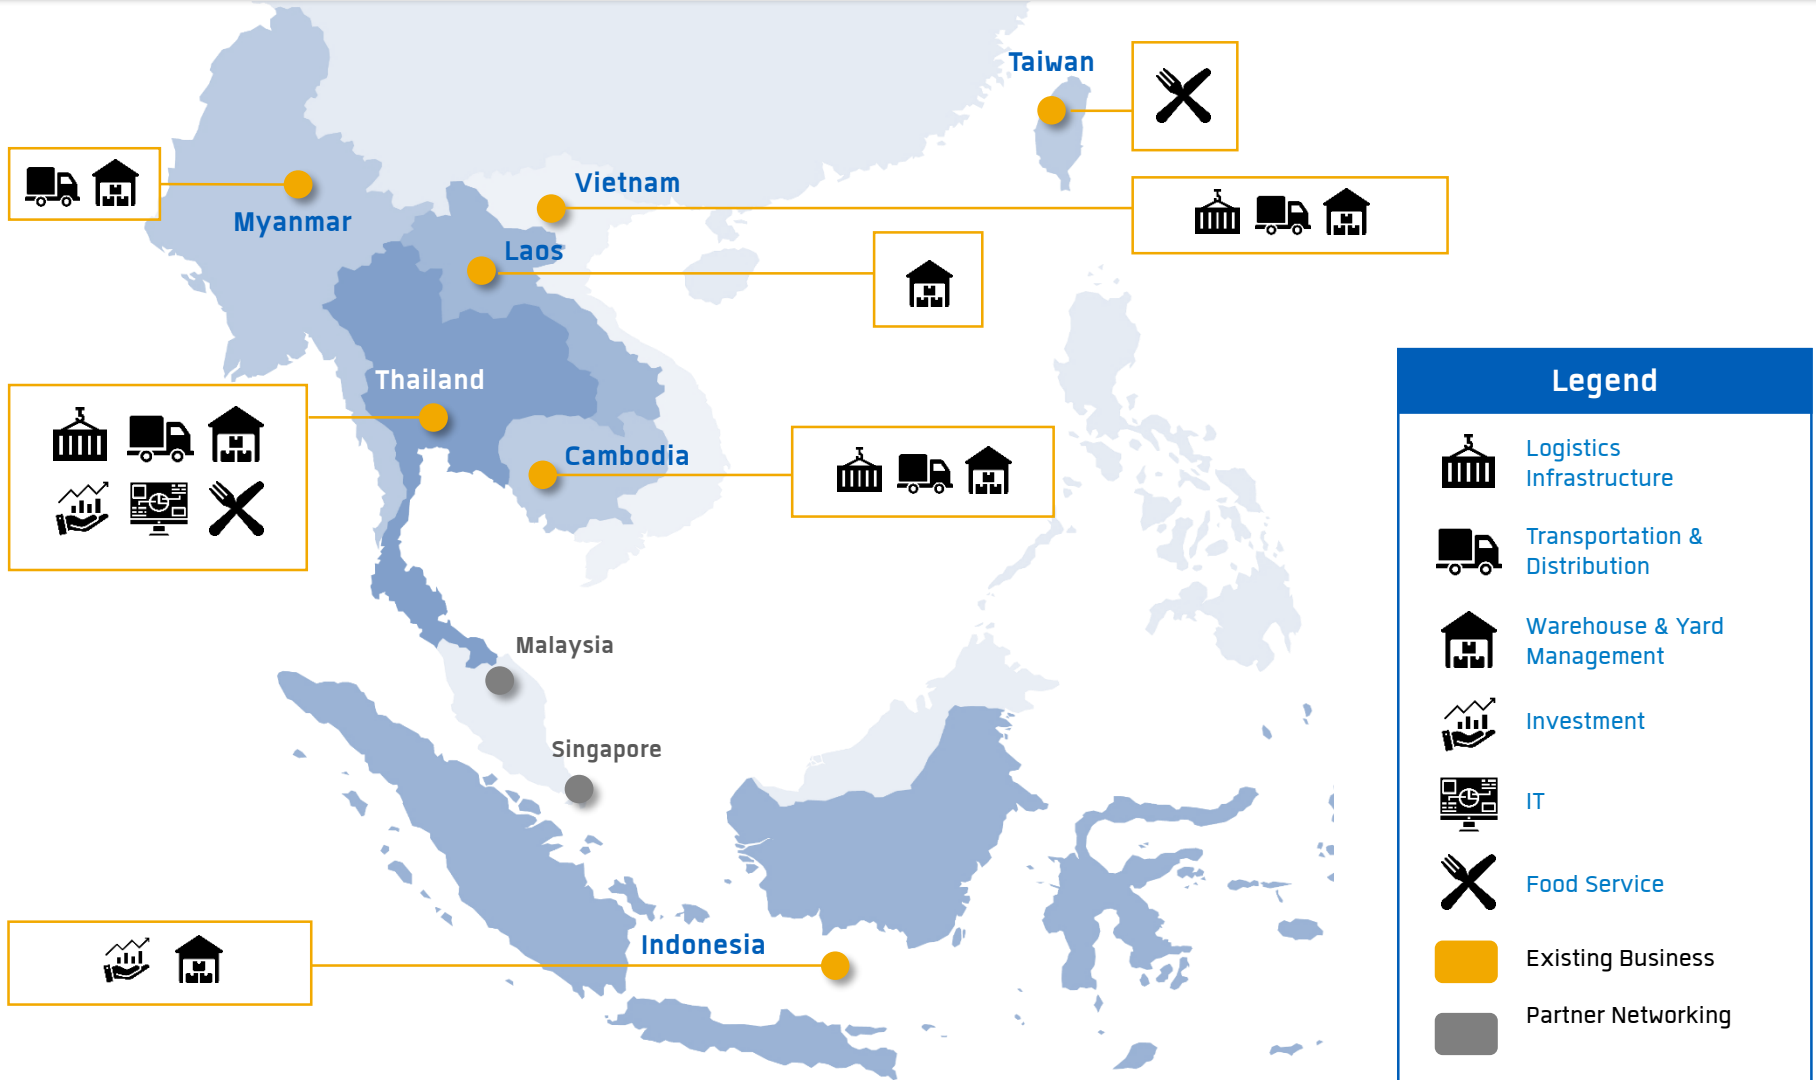 Taiwan
Vietnam
Myanmar
Laos
Thailand
Cambodia
Malaysia
Singapore
Indonesia
Legend
Logistics
Infrastructure
Transportation &
Distribution
Warehouse & Yard
Management
Investment
IT
Food Service
Existing Business
Partner Networking